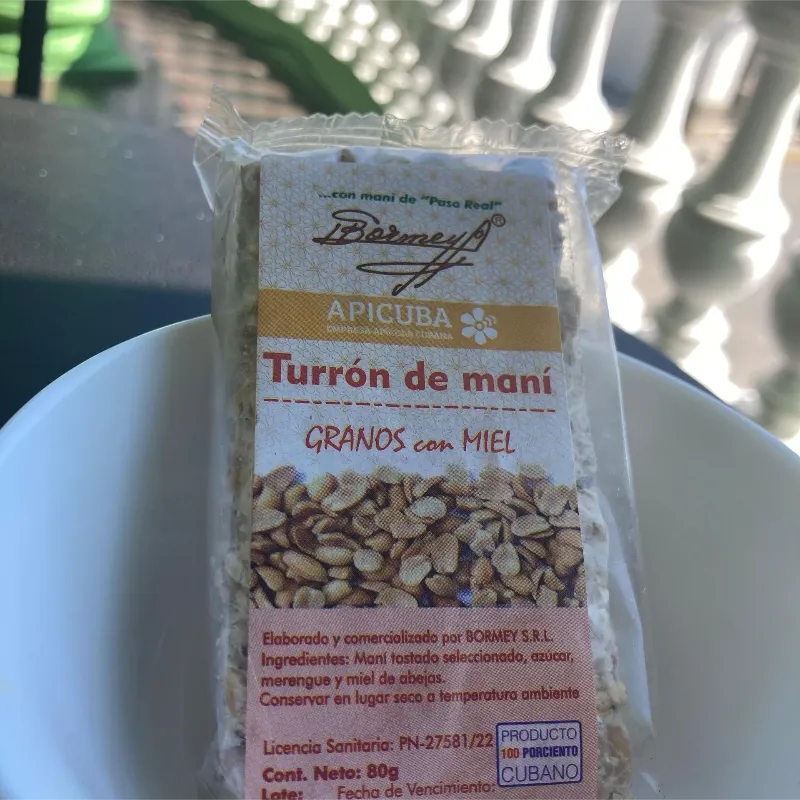 ...con maní de "Paso Real"
Bormey®
APICUBA
EMPRESA APÍCOLA CUBANA
Turrón de maní
GRANOS con MIEL
Elaborado y comercializado por BORMEY S.R.L.
Ingredientes: Maní tostado seleccionado, azúcar,
merengue y miel de abejas.
Conservar en lugar seco a temperatura ambiente
Licencia Sanitaria: PN-27581/22
PRODUCTO
100 PORCIENTO
CUBANO
Cont. Neto: 80g
Lote: Fecha de Vencimiento: